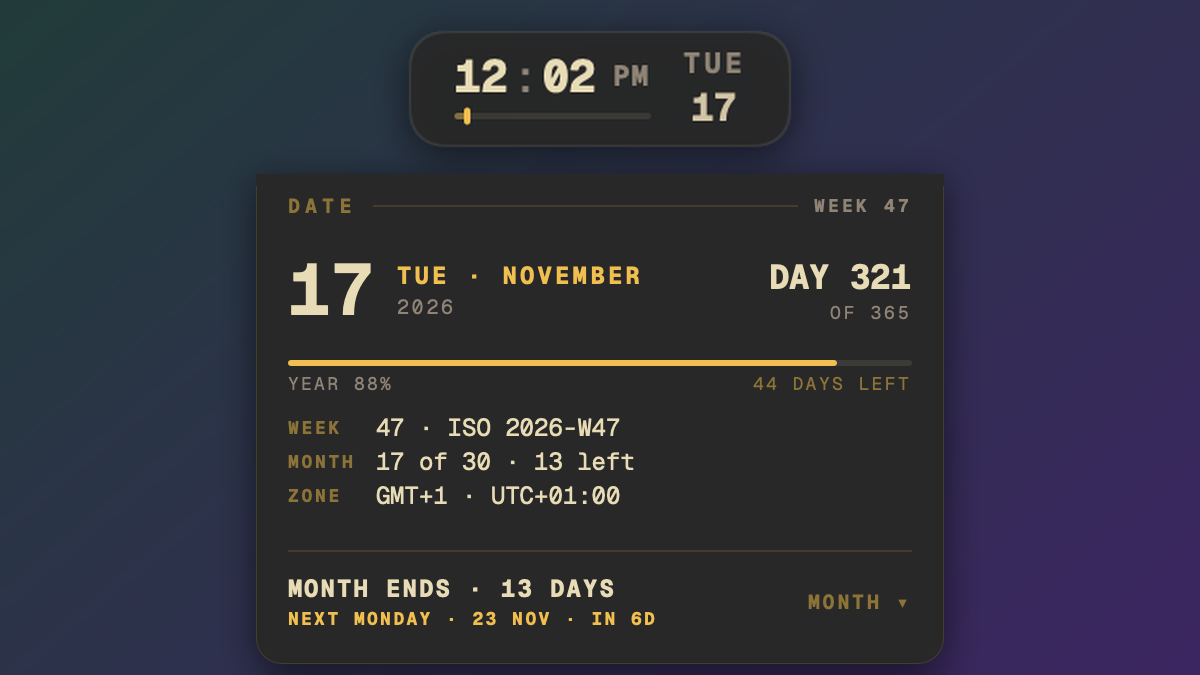 12:02 PM
TUE
17
DATE
WEEK 47
17
TUE · NOVEMBER
2026
DAY 321
OF 365
YEAR 88%
44 DAYS LEFT
WEEK 47 · ISO 2026-W47
MONTH 17 of 30 · 13 left
ZONE GMT+1 · UTC+01:00
MONTH ENDS · 13 DAYS
NEXT MONDAY · 23 NOV · IN 6D
MONTH ▾